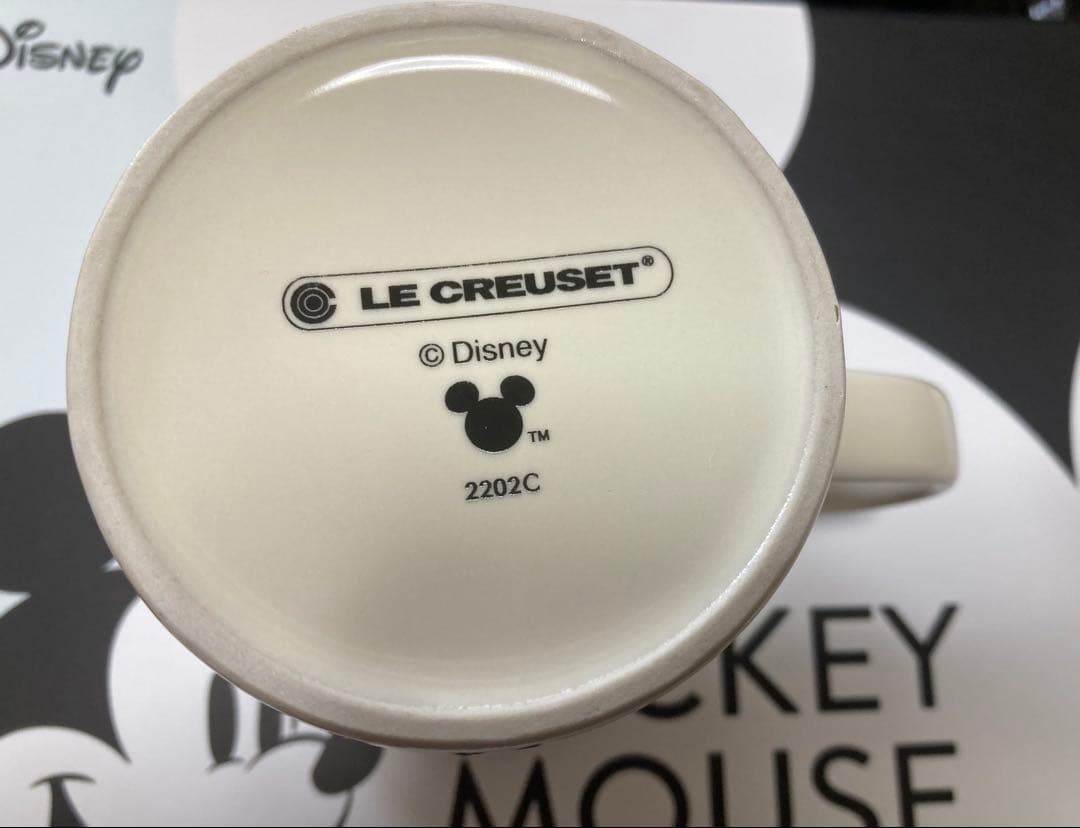 Disney
LE CREUSET®
© Disney
TM
2202C
CKEY
MOUSE